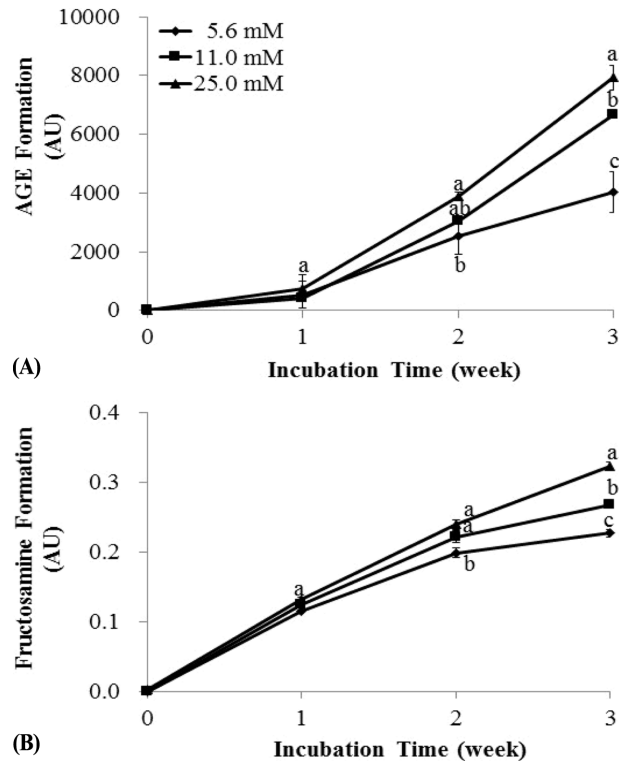 10000
8000
6000
4000
2000
0
AGE Formation
(AU)
5.6 mM
11.0 mM
25.0 mM
a
a
ab
b
a
b
c
0 1 2 3
Incubation Time (week)
(A)
0.4
0.3
0.2
0.1
0.0
Fructosamine Formation
(AU)
a
a
a
b
a
b
c
0 1 2 3
Incubation Time (week)
(B)